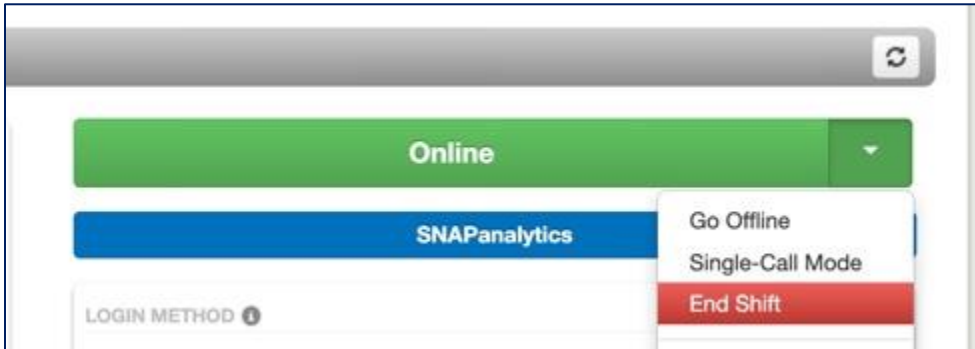 Online
SNAPanalytics
Go Offline
Single-Call Mode
End Shift
LOGIN METHOD